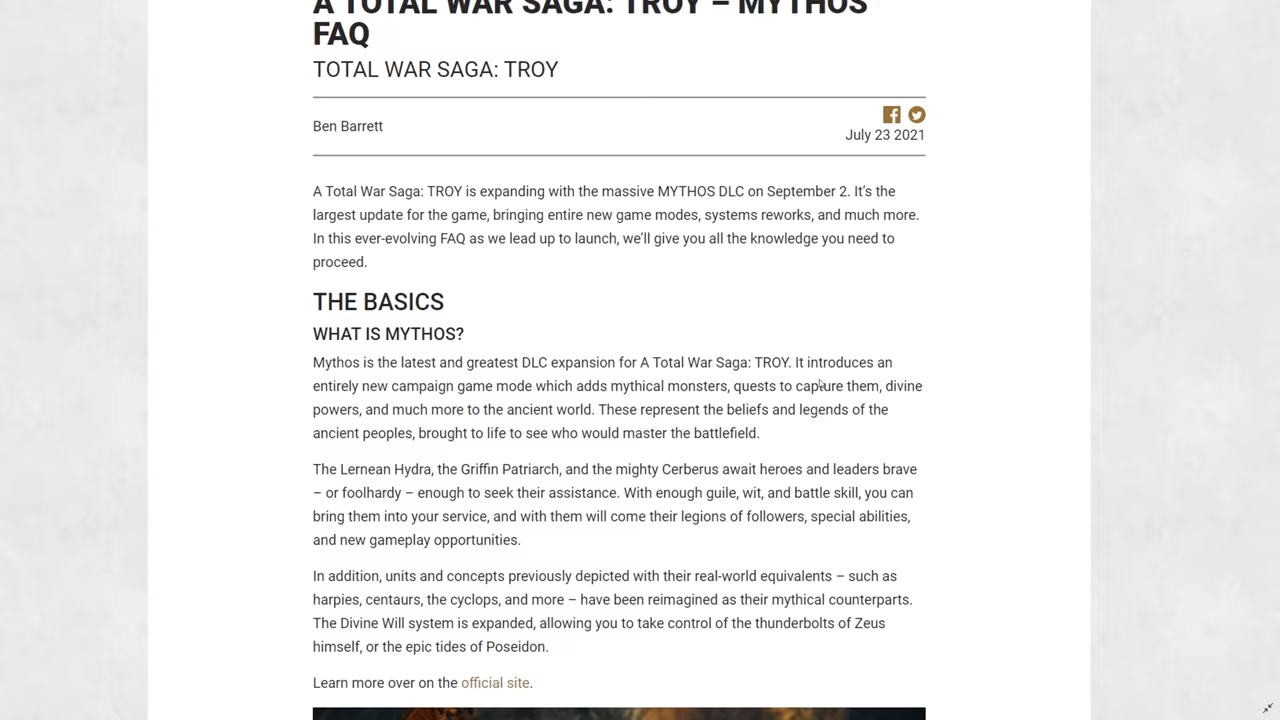 A TOTAL WAR SAGA: TROY – MYTHOS
FAQ
TOTAL WAR SAGA: TROY
Ben Barrett
July 23 2021
A Total War Saga: TROY is expanding with the massive MYTHOS DLC on September 2. It’s the
largest update for the game, bringing entire new game modes, systems reworks, and much more.
In this ever-evolving FAQ as we lead up to launch, we’ll give you all the knowledge you need to
proceed.
THE BASICS
WHAT IS MYTHOS?
Mythos is the latest and greatest DLC expansion for A Total War Saga: TROY. It introduces an
entirely new campaign game mode which adds mythical monsters, quests to capture them, divine
powers, and much more to the ancient world. These represent the beliefs and legends of the
ancient peoples, brought to life to see who would master the battlefield.
The Lernean Hydra, the Griffin Patriarch, and the mighty Cerberus await heroes and leaders brave
– or foolhardy – enough to seek their assistance. With enough guile, wit, and battle skill, you can
bring them into your service, and with them will come their legions of followers, special abilities,
and new gameplay opportunities.
In addition, units and concepts previously depicted with their real-world equivalents – such as
harpies, centaurs, the cyclops, and more – have been reimagined as their mythical counterparts.
The Divine Will system is expanded, allowing you to take control of the thunderbolts of Zeus
himself, or the epic tides of Poseidon.
Learn more over on the official site.